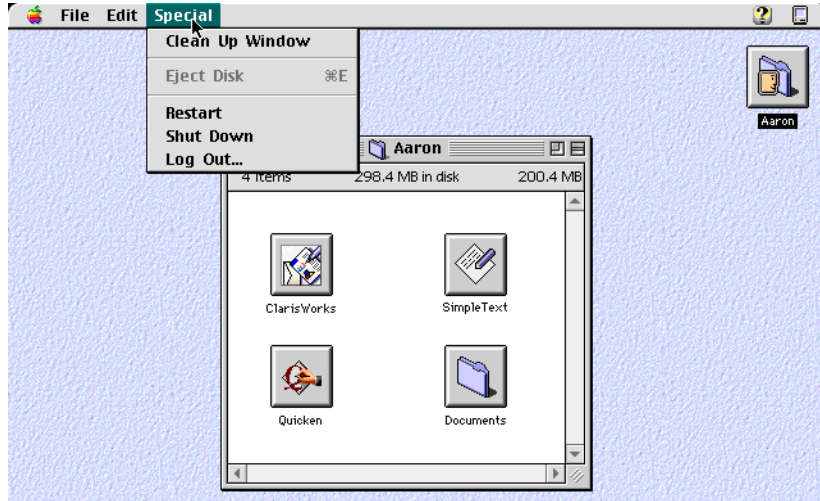 File Edit Special
Clean Up Window
Eject Disk ⌘E
Restart
Shut Down
Log Out...
Aaron
Aaron
4 items 298.4 MB in disk 200.4 MB
ClarisWorks SimpleText
Quicken Documents